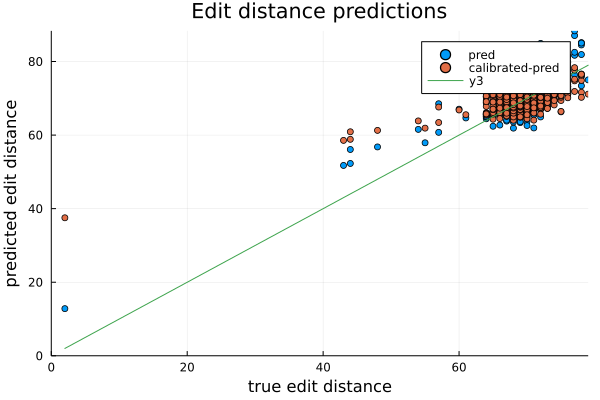 Edit distance predictions
predicted edit distance
80
60
40
20
0
pred
calibrated-pred
y3
0 20 40 60
true edit distance